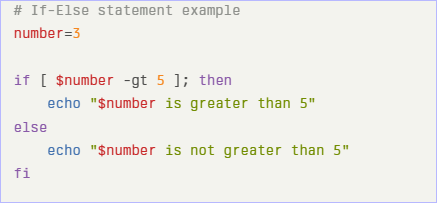 # If-Else statement example
number=3

if [ $number -gt 5 ]; then
    echo "$number is greater than 5"
else
    echo "$number is not greater than 5"
fi